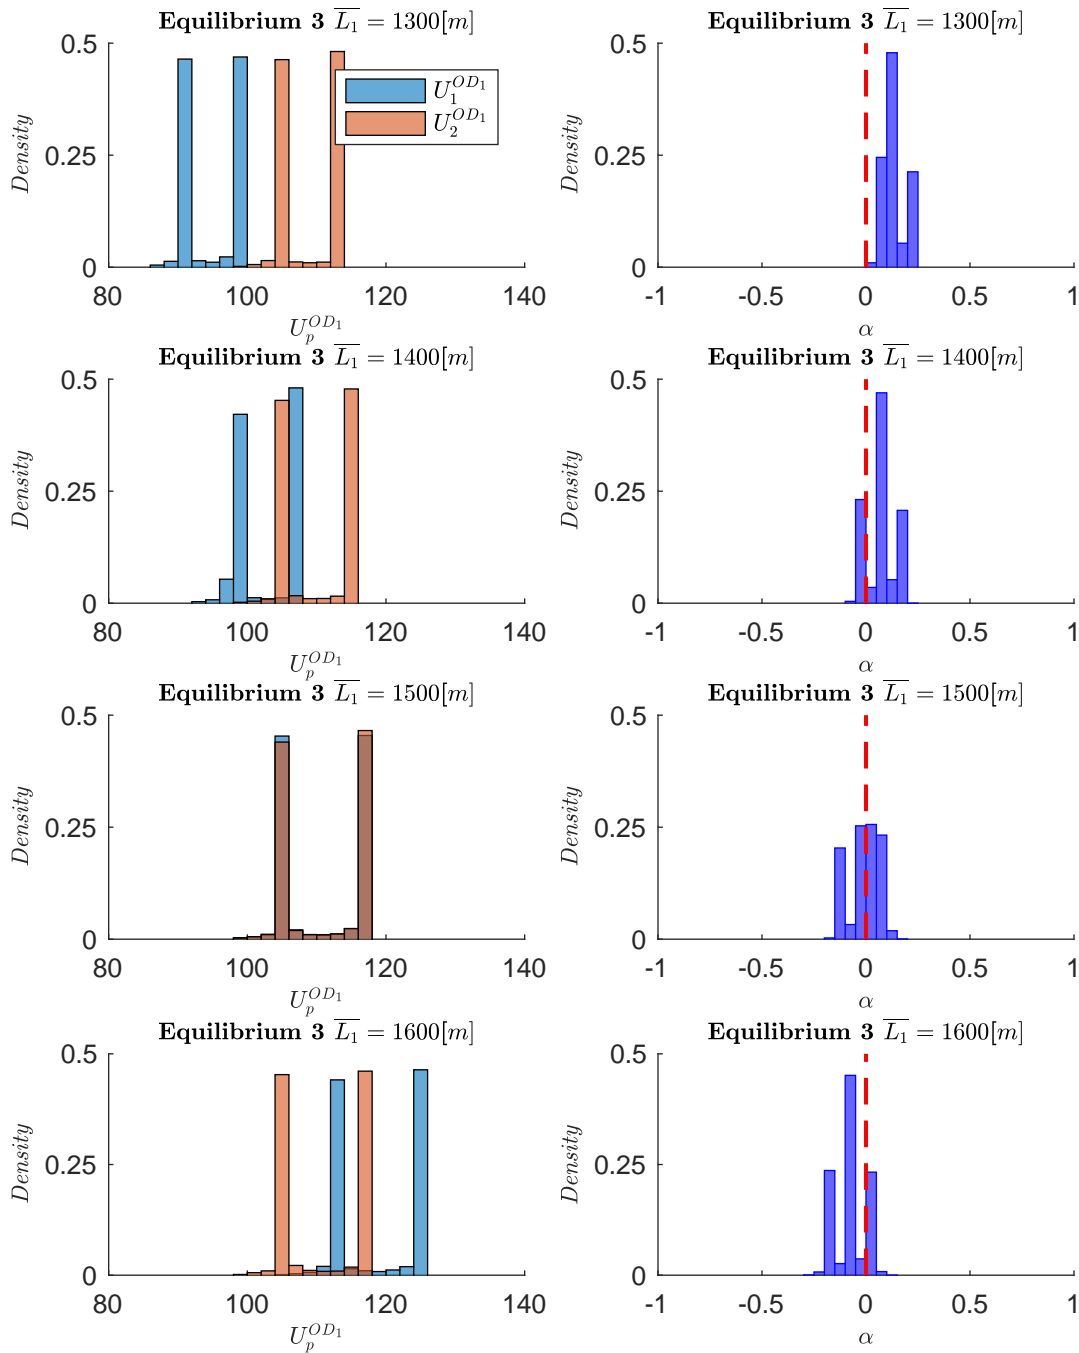 Equilibrium 3 $\overline{L_1} = 1300[m]$
0.5
0.25
0
Density
$U_1^{OD_1}$
$U_2^{OD_1}$
80 100 120 140
$U_p^{OD_1}$
Equilibrium 3 $\overline{L_1} = 1300[m]$
0.5
0.25
0
Density
-1 -0.5 0 0.5 1
α
Equilibrium 3 $\overline{L_1} = 1400[m]$
0.5
0.25
0
Density
80 100 120 140
$U_p^{OD_1}$
Equilibrium 3 $\overline{L_1} = 1400[m]$
0.5
0.25
0
Density
-1 -0.5 0 0.5 1
α
Equilibrium 3 $\overline{L_1} = 1500[m]$
0.5
0.25
0
Density
80 100 120 140
$U_p^{OD_1}$
Equilibrium 3 $\overline{L_1} = 1500[m]$
0.5
0.25
0
Density
-1 -0.5 0 0.5 1
α
Equilibrium 3 $\overline{L_1} = 1600[m]$
0.5
0.25
0
Density
80 100 120 140
$U_p^{OD_1}$
Equilibrium 3 $\overline{L_1} = 1600[m]$
0.5
0.25
0
Density
-1 -0.5 0 0.5 1
α